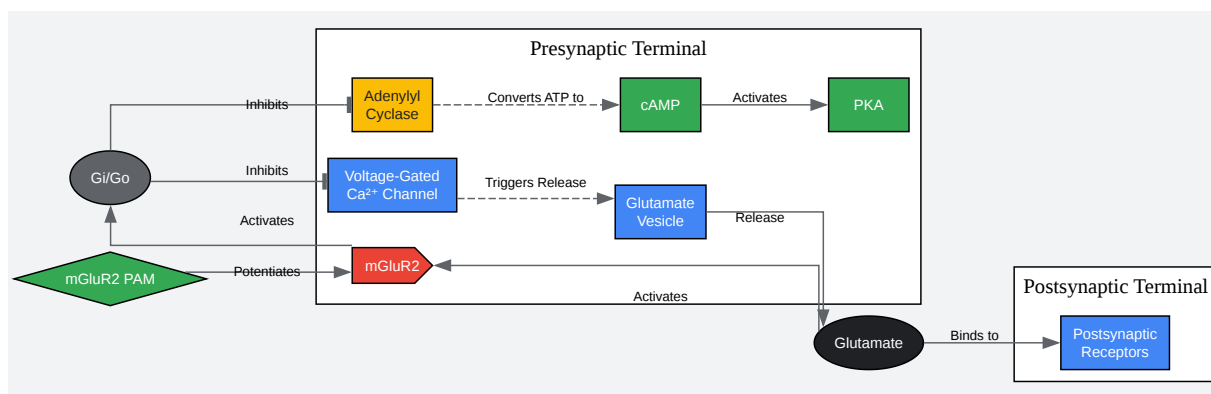 Presynaptic Terminal
Adenylyl
Cyclase
Converts ATP to
cAMP
Activates
PKA
Inhibits
Gi/Go
Inhibits
Voltage-Gated
Ca²⁺ Channel
Triggers Release
Glutamate
Vesicle
Release
Activates
mGluR2 PAM
Potentiates
mGluR2
Activates
Glutamate
Binds to
Postsynaptic Terminal
Postsynaptic
Receptors